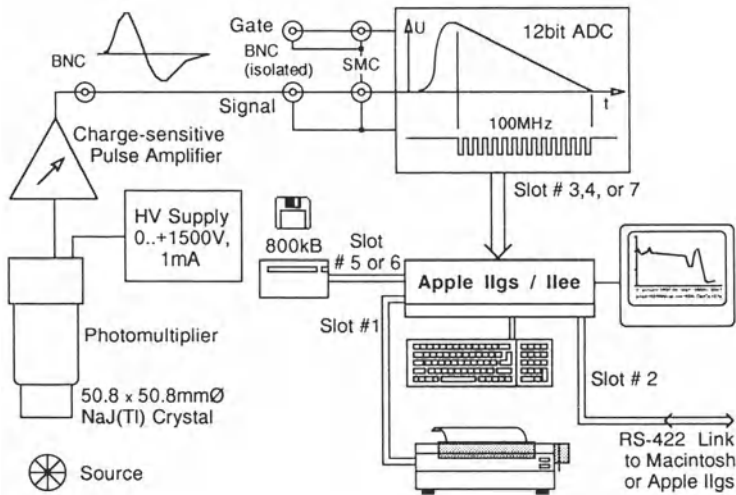 Gate
BNC
(isolated)
SMC
12bit ADC
U
t
100MHz
BNC
Signal
Charge-sensitive
Pulse Amplifier
Slot # 3,4, or 7
HV Supply
0..+1500V,
1mA
800kB
Slot
# 5 or 6
Apple IIgs / IIee
Slot #1
Photomultiplier
Slot # 2
50.8 x 50.8mmØ
NaJ(Tl) Crystal
RS-422 Link
to Macintosh
or Apple IIgs
Source